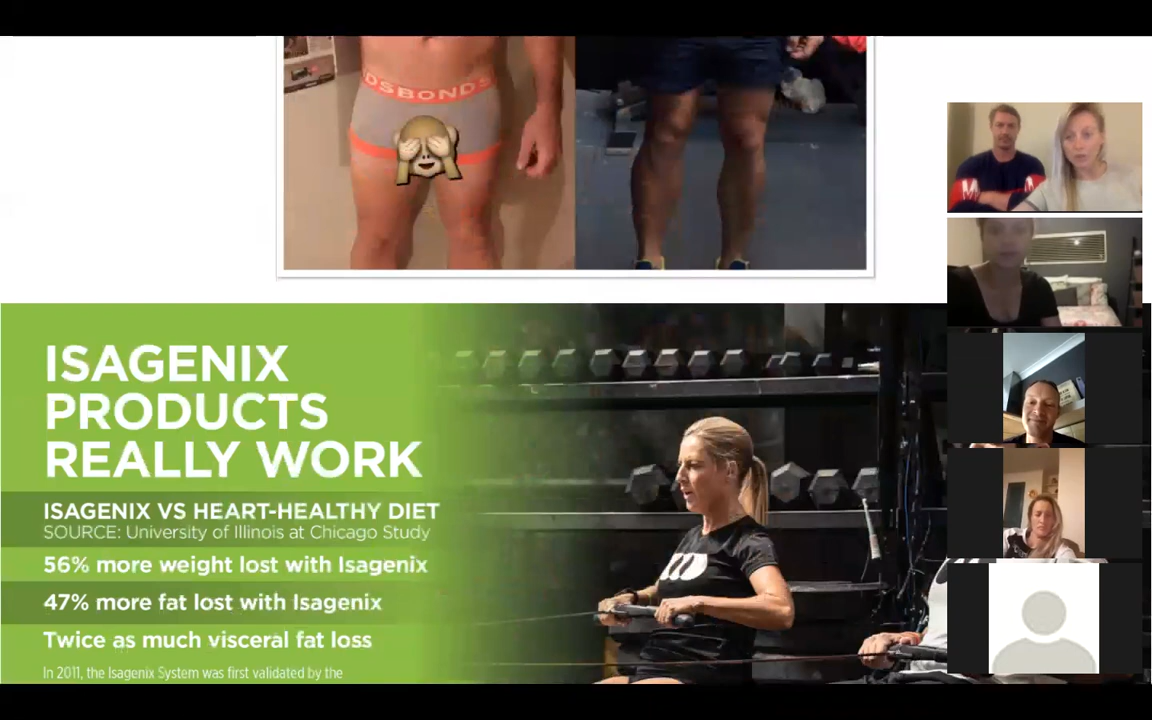 DSBONDS
ISAGENIX
PRODUCTS
REALLY WORK
ISAGENIX VS HEART-HEALTHY DIET
SOURCE: University of Illinois at Chicago Study
56% more weight lost with Isagenix
47% more fat lost with Isagenix
Twice as much visceral fat loss
In 2011, the Isagenix System was first validated by the